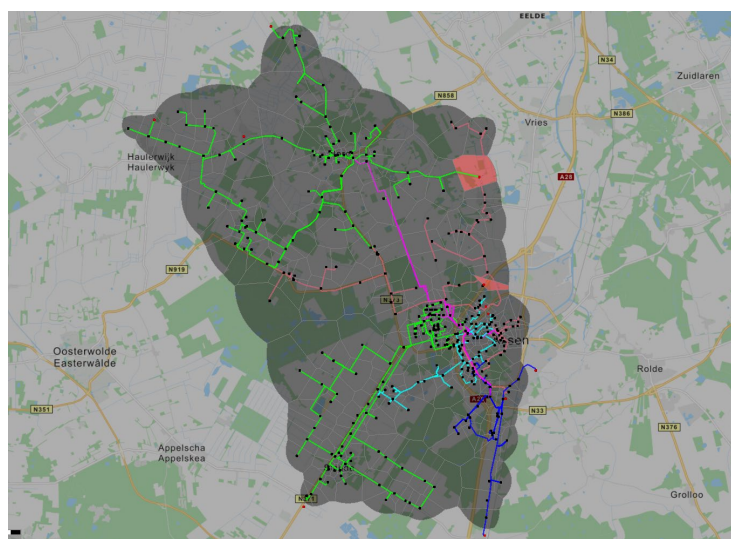 EELDE
N34
Zuidlaren
N858
N386
Vries
Haulerwijk
Haulerwyk
A28
N919
Oosterwolde
Easterwâlde
Rolde
N351
N33
N376
Appelscha
Appelskea
Grolloo